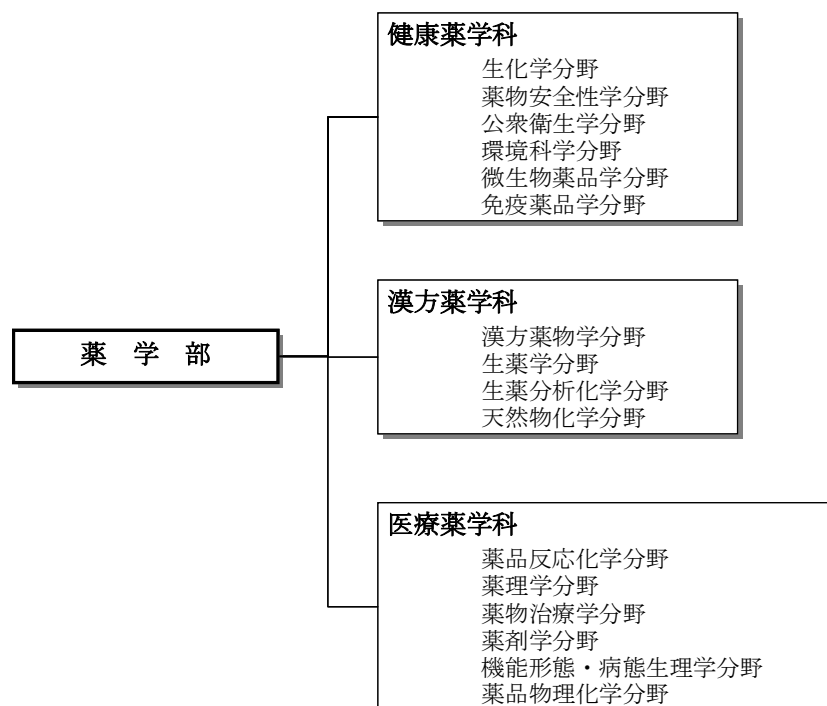 健康薬学科
生化学分野
薬物安全性学分野
公衆衛生学分野
環境科学分野
微生物薬品学分野
免疫薬品学分野
漢方薬学科
漢方薬物学分野
生薬学分野
生薬分析化学分野
天然物化学分野
薬 学 部
医療薬学科
薬品反応化学分野
薬理学分野
薬物治療学分野
薬剤学分野
機能形態・病態生理学分野
薬品物理化学分野